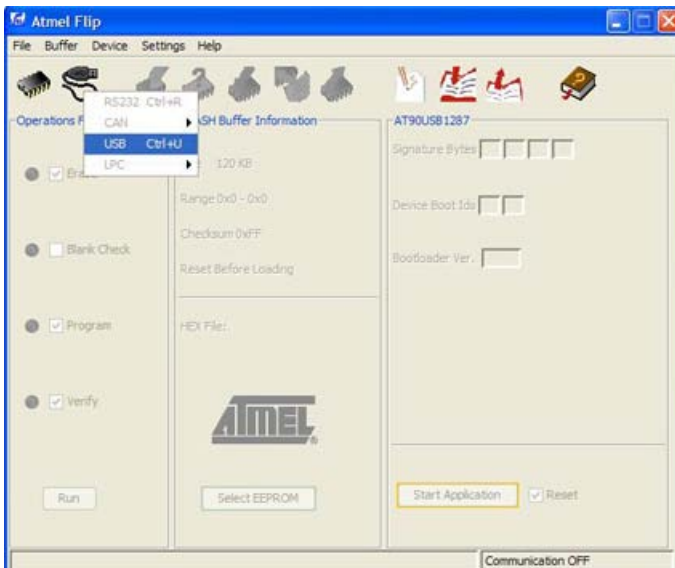 Atmel Flip
File Buffer Device Settings Help
RS232 Ctrl+R
CAN
USB Ctrl+U
LPC
Operations F
SH Buffer Information
AT90USB1287
120 KB
Range 0x0 - 0x0
Checksum 0xFF
Reset Before Loading
HEX File:
Blank Check
Program
Verify
Run
ATMEL
Select EEPROM
Signature Bytes
Device Boot Ids
Bootloader Ver.
Start Application
Reset
Communication OFF